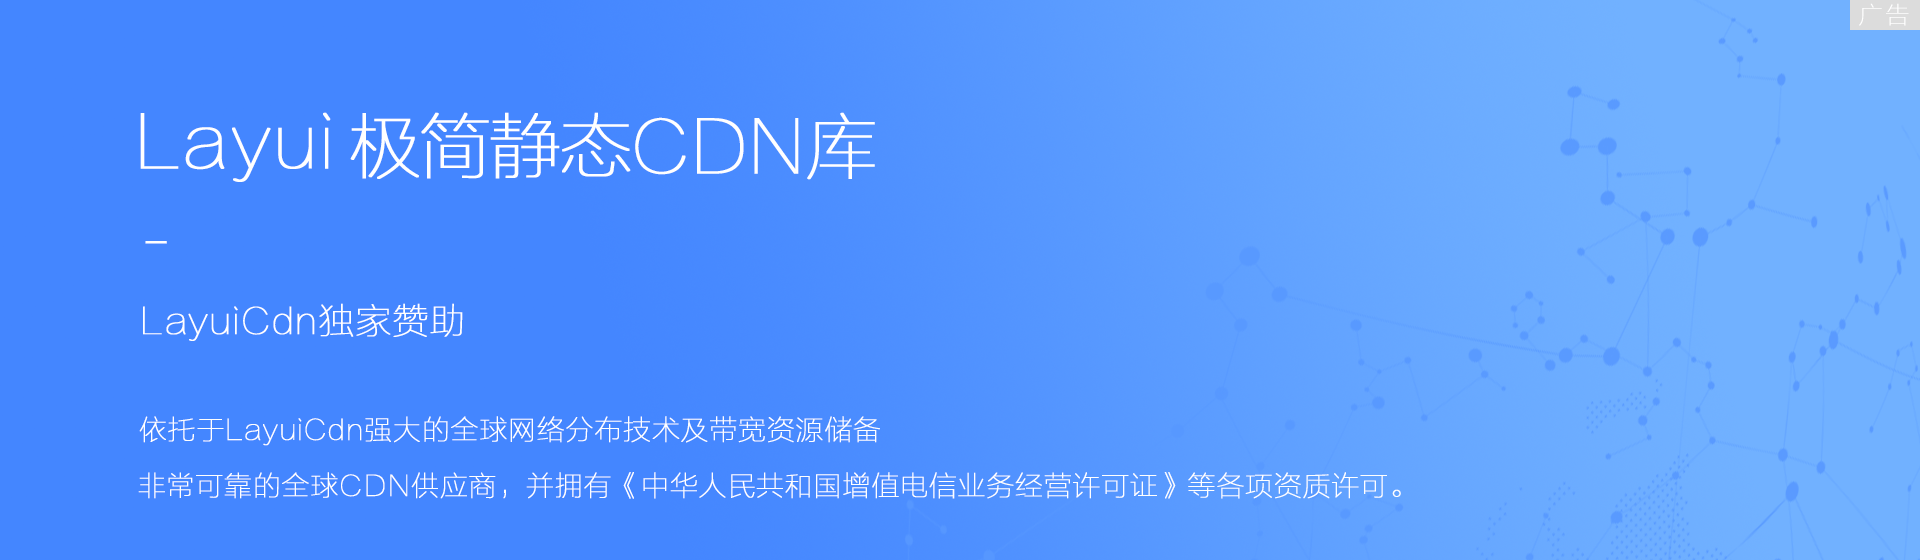 广告
Layui 极简静态CDN库
–
LayuiCdn独家赞助
依托于LayuiCdn强大的全球网络分布技术及带宽资源储备
非常可靠的全球CDN供应商，并拥有《中华人民共和国增值电信业务经营许可证》等各项资质许可。